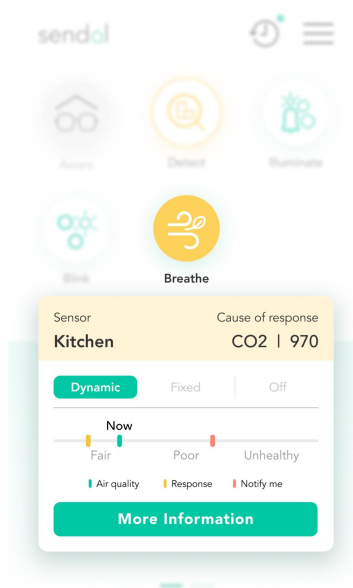 sendal
Aware
Detect
Illuminate
Blink
Breathe
Sensor
Cause of response
Kitchen
CO2 | 970
Dynamic
Fixed
Off
Now
Fair
Poor
Unhealthy
Air quality
Response
Notify me
More Information